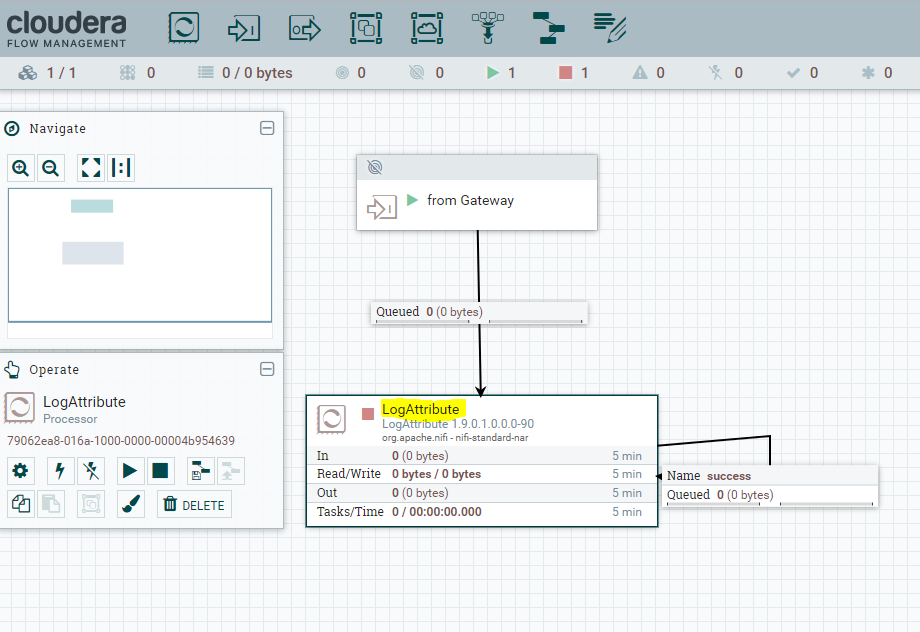 cloudera
FLOW MANAGEMENT
1 / 1 0 0 / 0 bytes 0 0 1 1 0 0 0 0
Navigate
from Gateway
Queued 0 (0 bytes)
Operate
LogAttribute
Processor
79062ea8-016a-1000-0000-00004b954639
DELETE
LogAttribute
LogAttribute 1.9.0.1.0.0.0-90
org.apache.nifi - nifi-standard-nar
In 0 (0 bytes) 5 min
Read/Write 0 bytes / 0 bytes 5 min
Out 0 (0 bytes) 5 min
Tasks/Time 0 / 00:00:00.000 5 min
Name success
Queued 0 (0 bytes)